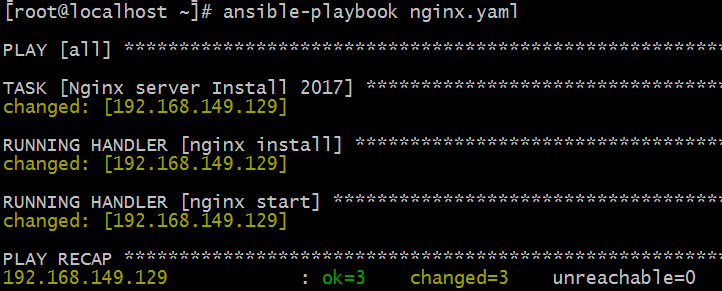 [root@localhost ~]# ansible-playbook nginx.yaml
PLAY [all] *****************************************************
TASK [Nginx server Install 2017] *********************************
changed: [192.168.149.129]
RUNNING HANDLER [nginx install] **********************************
changed: [192.168.149.129]
RUNNING HANDLER [nginx start] ************************************
changed: [192.168.149.129]
PLAY RECAP *****************************************************
192.168.149.129 : ok=3 changed=3 unreachable=0